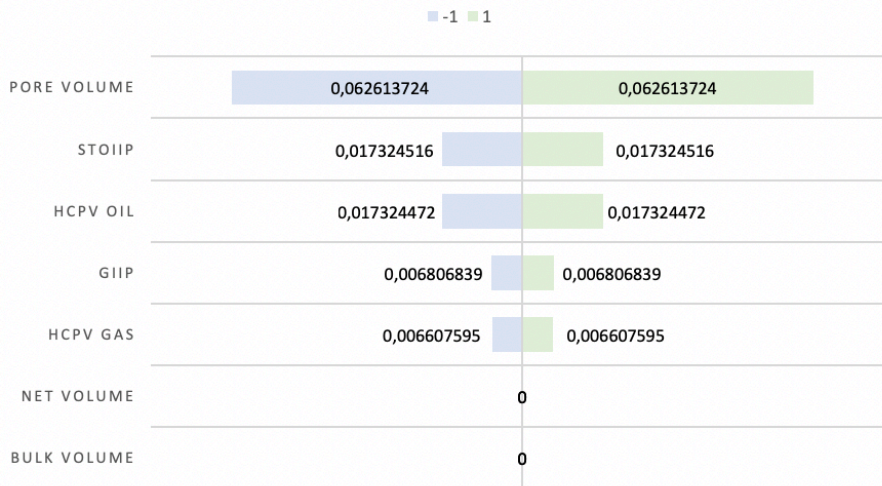 -1 1
PORE VOLUME 0,062613724 0,062613724
STOIIP 0,017324516 0,017324516
HCPV OIL 0,017324472 0,017324472
GIIP 0,006806839 0,006806839
HCPV GAS 0,006607595 0,006607595
NET VOLUME 0
BULK VOLUME 0